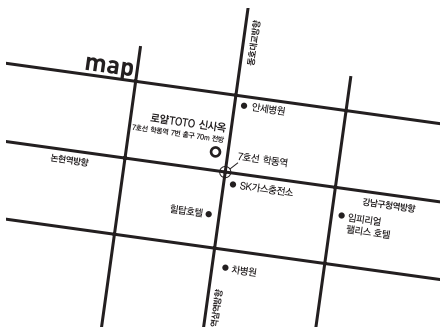 map
동호대교방향
안세병원
로얄TOTO 신사옥
7호선 학동역 7번 출구 70m 전방
7호선 학동역
논현역방향
SK가스충전소
강남구청역방향
힐탑호텔
임피리얼
팰리스 호텔
차병원
역삼역방향